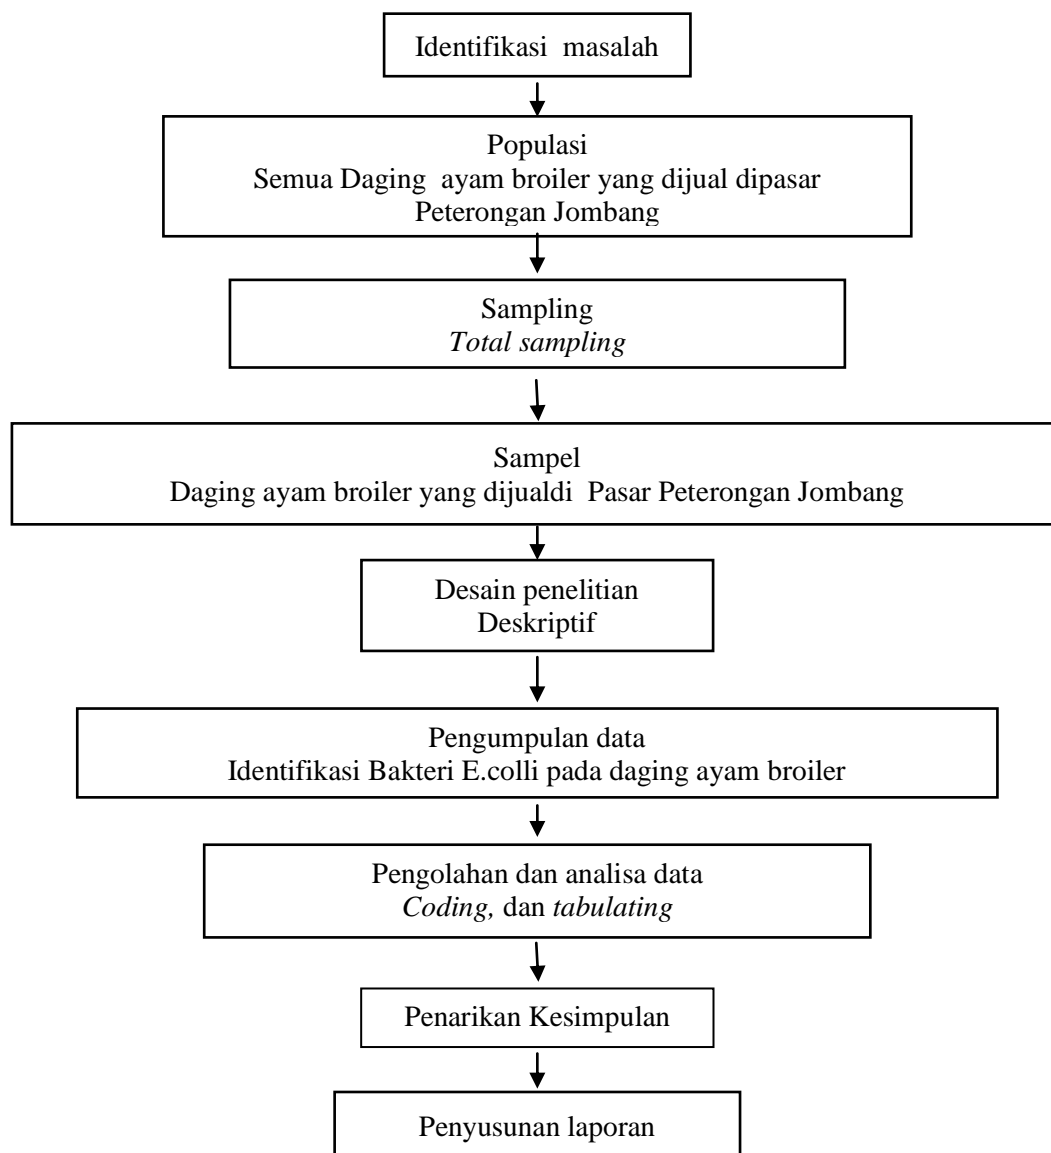 Identifikasi masalah
Populasi
Semua Daging ayam broiler yang dijual dipasar
Peterongan Jombang
Sampling
Total sampling
Sampel
Daging ayam broiler yang dijualdi Pasar Peterongan Jombang
Desain penelitian
Deskriptif
Pengumpulan data
Identifikasi Bakteri E.colli pada daging ayam broiler
Pengolahan dan analisa data
Coding, dan tabulating
Penarikan Kesimpulan
Penyusunan laporan